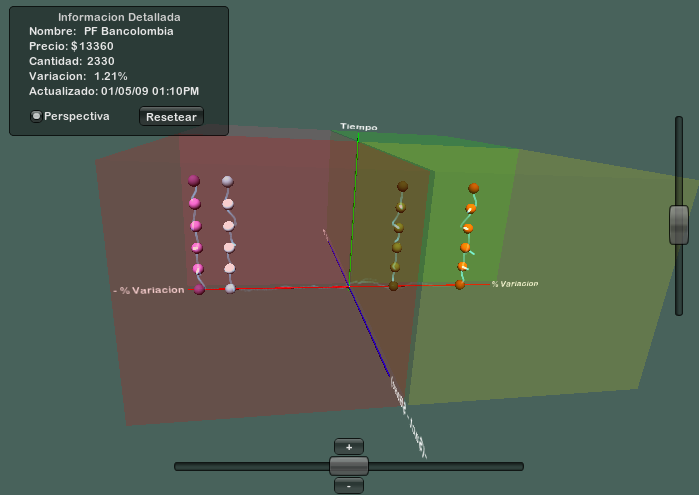 Informacion Detallada
Nombre: PF Bancolombia
Precio: $13360
Cantidad: 2330
Variacion: 1.21%
Actualizado: 01/05/09 01:10PM
Perspectiva
Resetear
Tiempo
- % Variacion
% Variacion
+
-